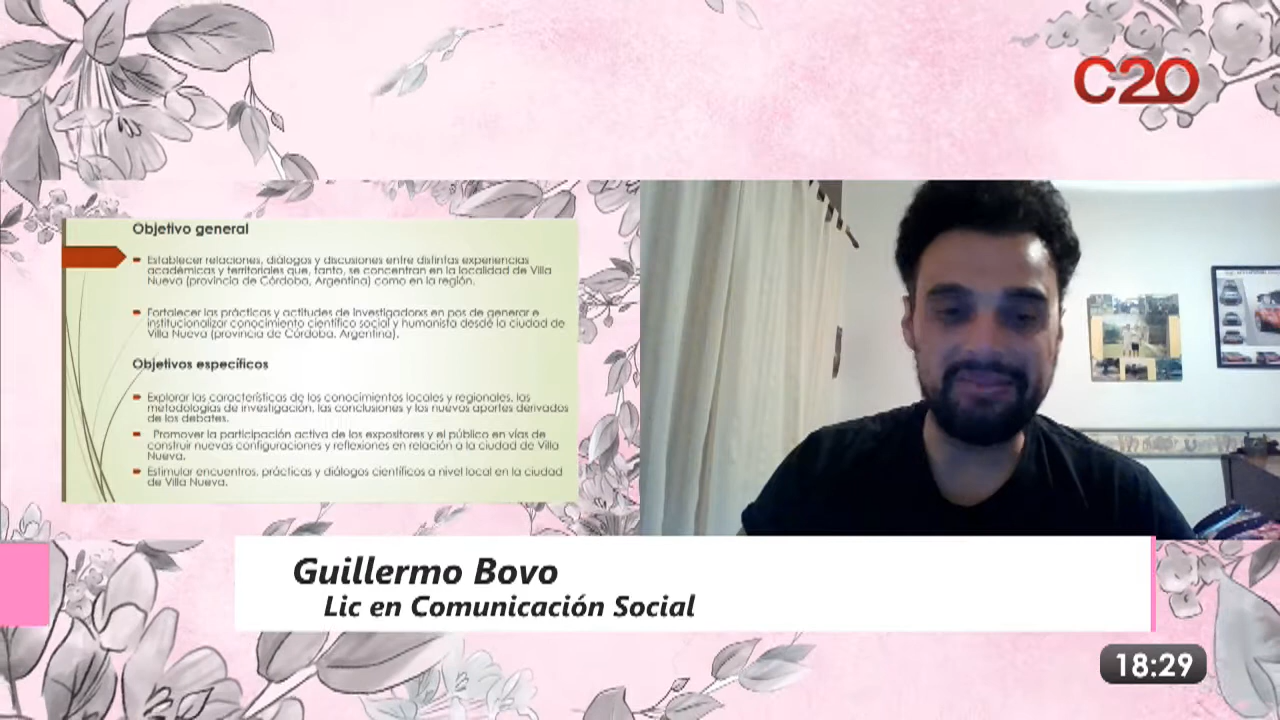 C20
Objetivo general
Establecer relaciones, diálogos y discusiones entre distintas experiencias
académicas y territoriales que, tanto, se concentran en la localidad de Villa
Nueva (provincia de Córdoba, Argentina) como en la región.
Fortalecer las prácticas y actitudes de investigadorxs en pos de generar e
institucionalizar conocimiento científico social y humanista desde la ciudad de
Villa Nueva (provincia de Córdoba, Argentina).
Objetivos específicos
Explorar las características de los conocimientos locales y regionales, las
metodologías de investigación, las conclusiones y los nuevos aportes derivados
de los debates.
Promover la participación activa de los expositores y el público en vías de
construir nuevas configuraciones y reflexiones en relación a la ciudad de Villa
Nueva.
Estimular encuentros, prácticas y diálogos científicos a nivel local en la ciudad
de Villa Nueva.
Guillermo Bovo
Lic en Comunicación Social
18:29